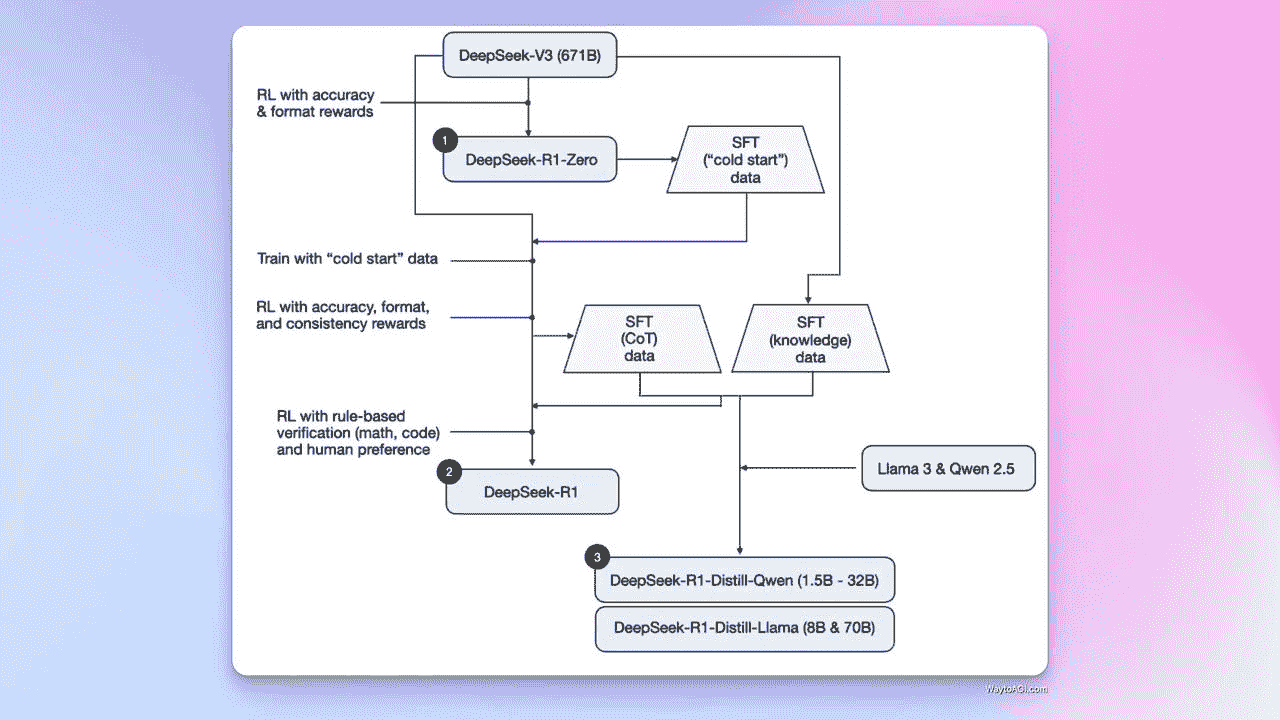 DeepSeek-V3 (671B)
RL with accuracy
& format rewards
1
DeepSeek-R1-Zero
SFT
(“cold start”)
data
Train with “cold start” data
RL with accuracy, format,
and consistency rewards
SFT
(CoT)
data
SFT
(knowledge)
data
RL with rule-based
verification (math, code)
and human preference
Llama 3 & Qwen 2.5
2
DeepSeek-R1
3
DeepSeek-R1-Distill-Qwen (1.5B - 32B)
DeepSeek-R1-Distill-Llama (8B & 70B)
WaytoAGI.com